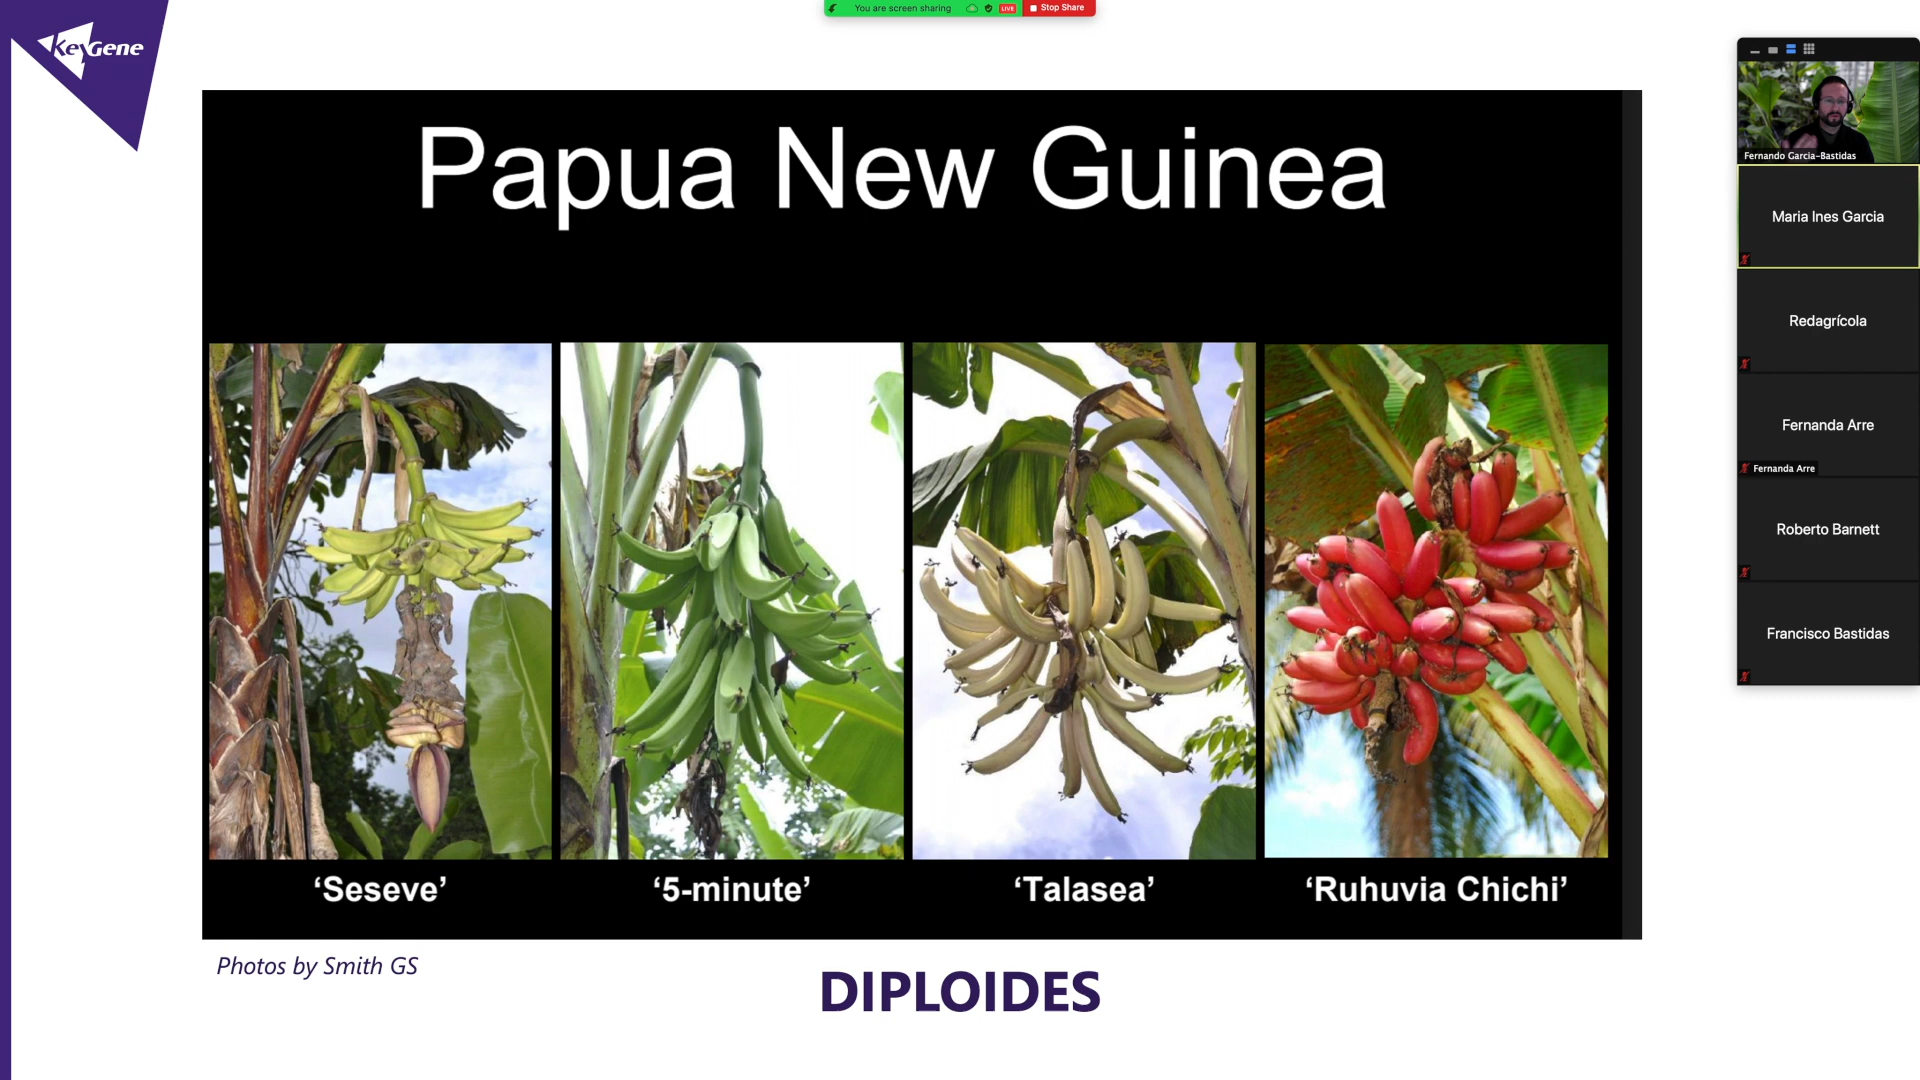 You are screen sharing LIVE Stop Share
KeyGene
Papua New Guinea
‘Seseve’
‘5-minute’
‘Talasea’
‘Ruhuvia Chichi’
Photos by Smith GS
DIPLOIDES
Fernando Garcia-Bastidas
Maria Ines Garcia
Redagrícola
Fernanda Arre
Fernanda Arre
Roberto Barnett
Francisco Bastidas